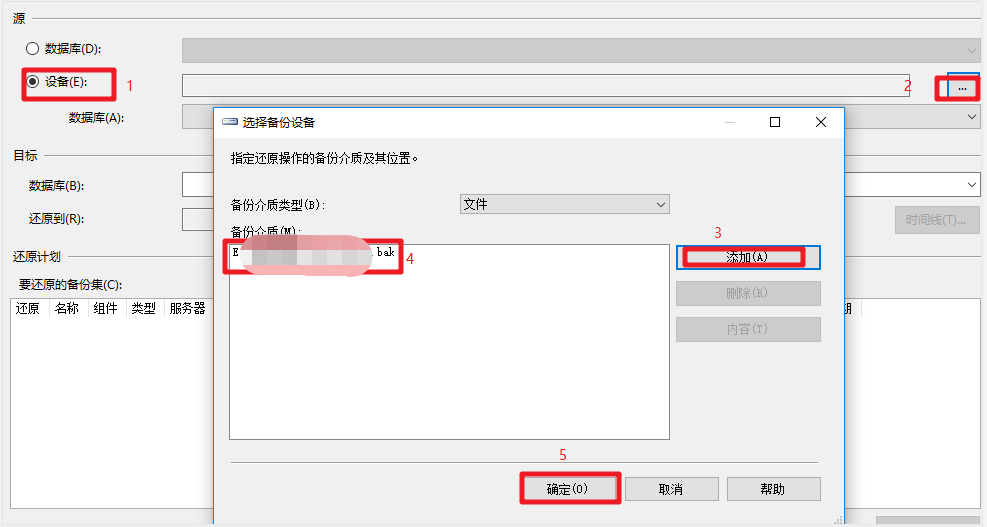 源
数据库(D):
设备(E): 1 2 ...
数据库(A):
选择备份设备
指定还原操作的备份介质及其位置。
目标
数据库(B):
备份介质类型(B): 文件
还原到(R):
时间线(T)...
备份介质(M):
3
E .bak 4
添加(A)
还原计划
要还原的备份集(C):
删除(R)
还原 名称 组件 类型 服务器 期
内容(T)
5
确定(O) 取消 帮助